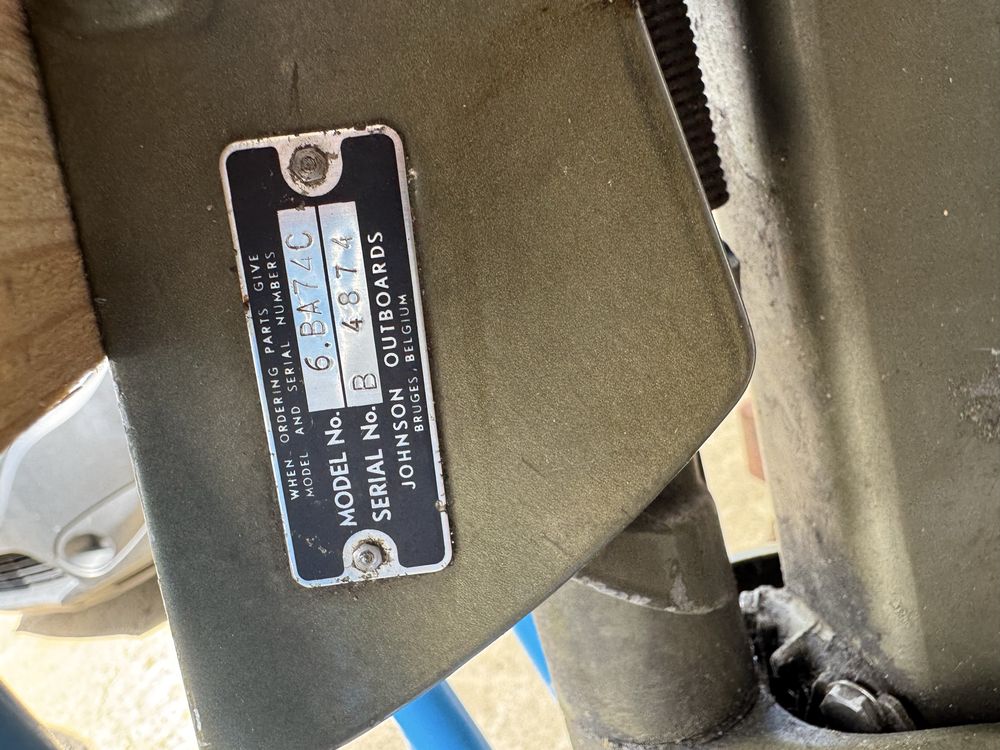 WHEN ORDERING PARTS GIVE
MODEL AND SERIAL NUMBERS
MODEL No. 6.BA74C
SERIAL No. B 4874
JOHNSON OUTBOARDS
BRUGES, BELGIUM